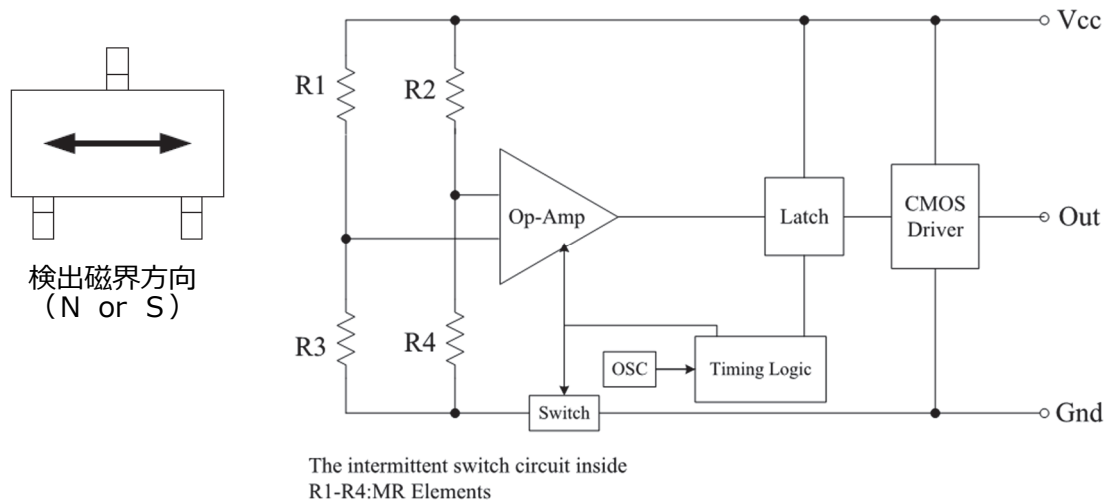 検出磁界方向
（N or S）
Vcc
R1
R2
Op-Amp
Latch
CMOS
Driver
Out
R3
R4
OSC
Timing Logic
Switch
Gnd
The intermittent switch circuit inside
R1-R4:MR Elements